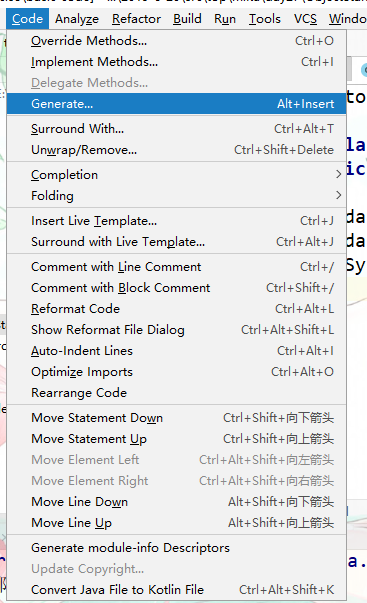 Code Analyze Refactor Build Run Tools VCS Windo
Override Methods... Ctrl+O
Implement Methods... Ctrl+I
Delegate Methods...
Generate... Alt+Insert
Surround With... Ctrl+Alt+T
Unwrap/Remove... Ctrl+Shift+Delete
Completion
Folding
Insert Live Template... Ctrl+J
Surround with Live Template... Ctrl+Alt+J
Comment with Line Comment Ctrl+/
Comment with Block Comment Ctrl+Shift+/
Reformat Code Ctrl+Alt+L
Show Reformat File Dialog Ctrl+Alt+Shift+L
Auto-Indent Lines Ctrl+Alt+I
Optimize Imports Ctrl+Alt+O
Rearrange Code
Move Statement Down Ctrl+Shift+向下箭头
Move Statement Up Ctrl+Shift+向上箭头
Move Element Left Ctrl+Alt+Shift+向左箭头
Move Element Right Ctrl+Alt+Shift+向右箭头
Move Line Down Alt+Shift+向下箭头
Move Line Up Alt+Shift+向上箭头
Generate module-info Descriptors
Update Copyright...
Convert Java File to Kotlin File Ctrl+Alt+Shift+K